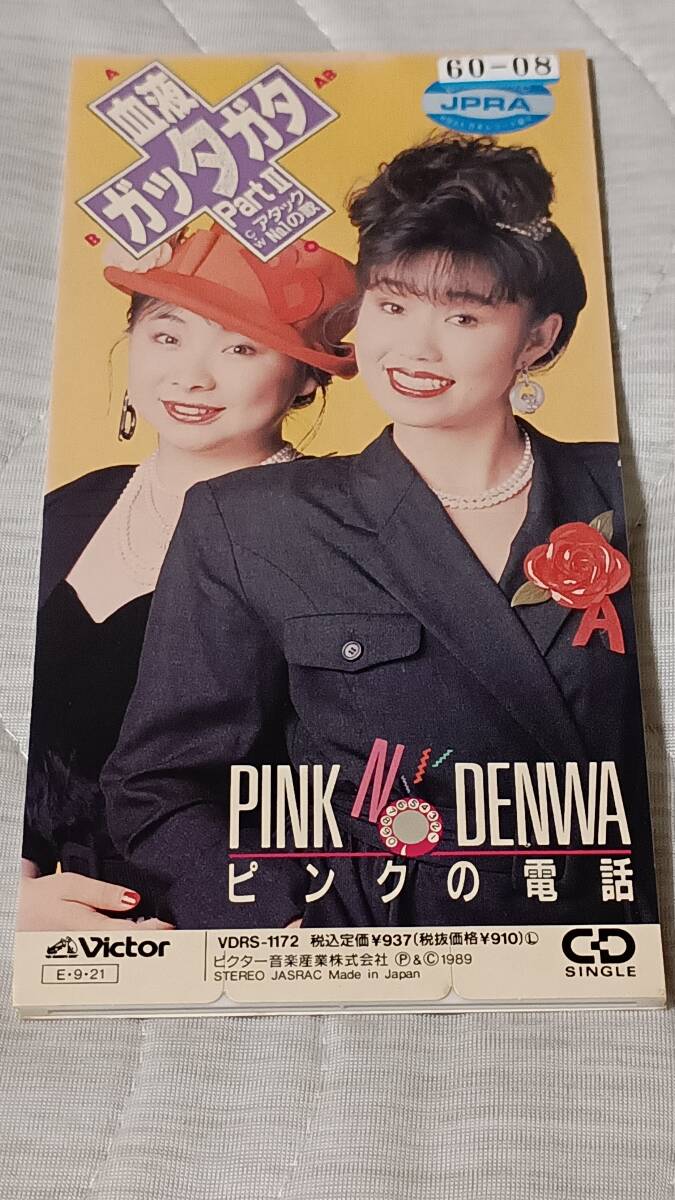 60-08
JPRA
A
AB
血液
ガッタガタ
Part II
C/W アタック
No.1の歌
B
O
B
A
PINK NO DENWA
ピンクの電話
Victor
E・9・21
VDRS-1172 税込定価¥937(税抜価格¥910)Ⓛ
ビクター音楽産業株式会社 Ⓟ&Ⓒ1989
STEREO JASRAC Made in Japan
CD
SINGLE